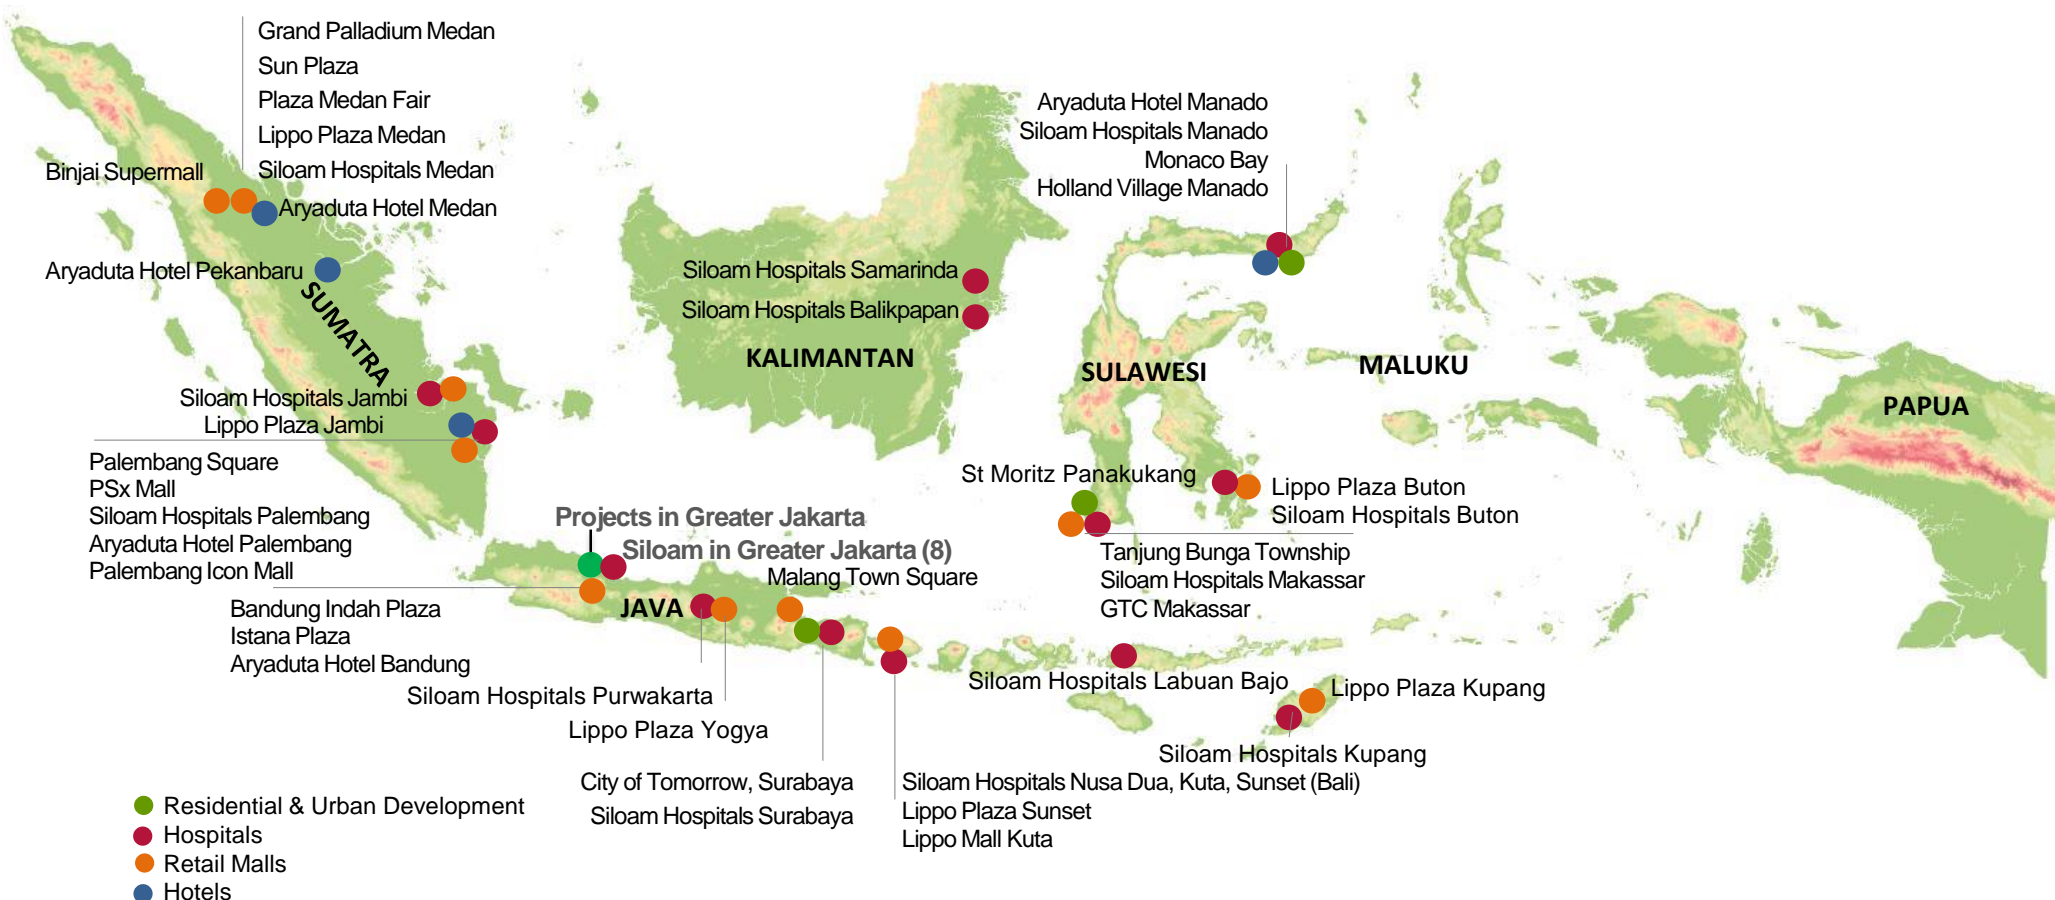 Grand Palladium Medan
Sun Plaza
Plaza Medan Fair
Lippo Plaza Medan
Siloam Hospitals Medan
Binjai Supermall
Aryaduta Hotel Medan
Aryaduta Hotel Pekanbaru
SUMATRA
Siloam Hospitals Jambi
Lippo Plaza Jambi
Palembang Square
PSx Mall
Siloam Hospitals Palembang
Aryaduta Hotel Palembang
Palembang Icon Mall
Siloam Hospitals Samarinda
Siloam Hospitals Balikpapan
KALIMANTAN
Aryaduta Hotel Manado
Siloam Hospitals Manado
Monaco Bay
Holland Village Manado
SULAWESI
MALUKU
PAPUA
St Moritz Panakukang
Lippo Plaza Buton
Siloam Hospitals Buton
Tanjung Bunga Township
Siloam Hospitals Makassar
GTC Makassar
Projects in Greater Jakarta
Siloam in Greater Jakarta (8)
Malang Town Square
JAVA
Bandung Indah Plaza
Istana Plaza
Aryaduta Hotel Bandung
Siloam Hospitals Purwakarta
Lippo Plaza Yogya
City of Tomorrow, Surabaya
Siloam Hospitals Surabaya
Siloam Hospitals Nusa Dua, Kuta, Sunset (Bali)
Lippo Plaza Sunset
Lippo Mall Kuta
Siloam Hospitals Labuan Bajo
Lippo Plaza Kupang
Siloam Hospitals Kupang
Residential & Urban Development
Hospitals
Retail Malls
Hotels